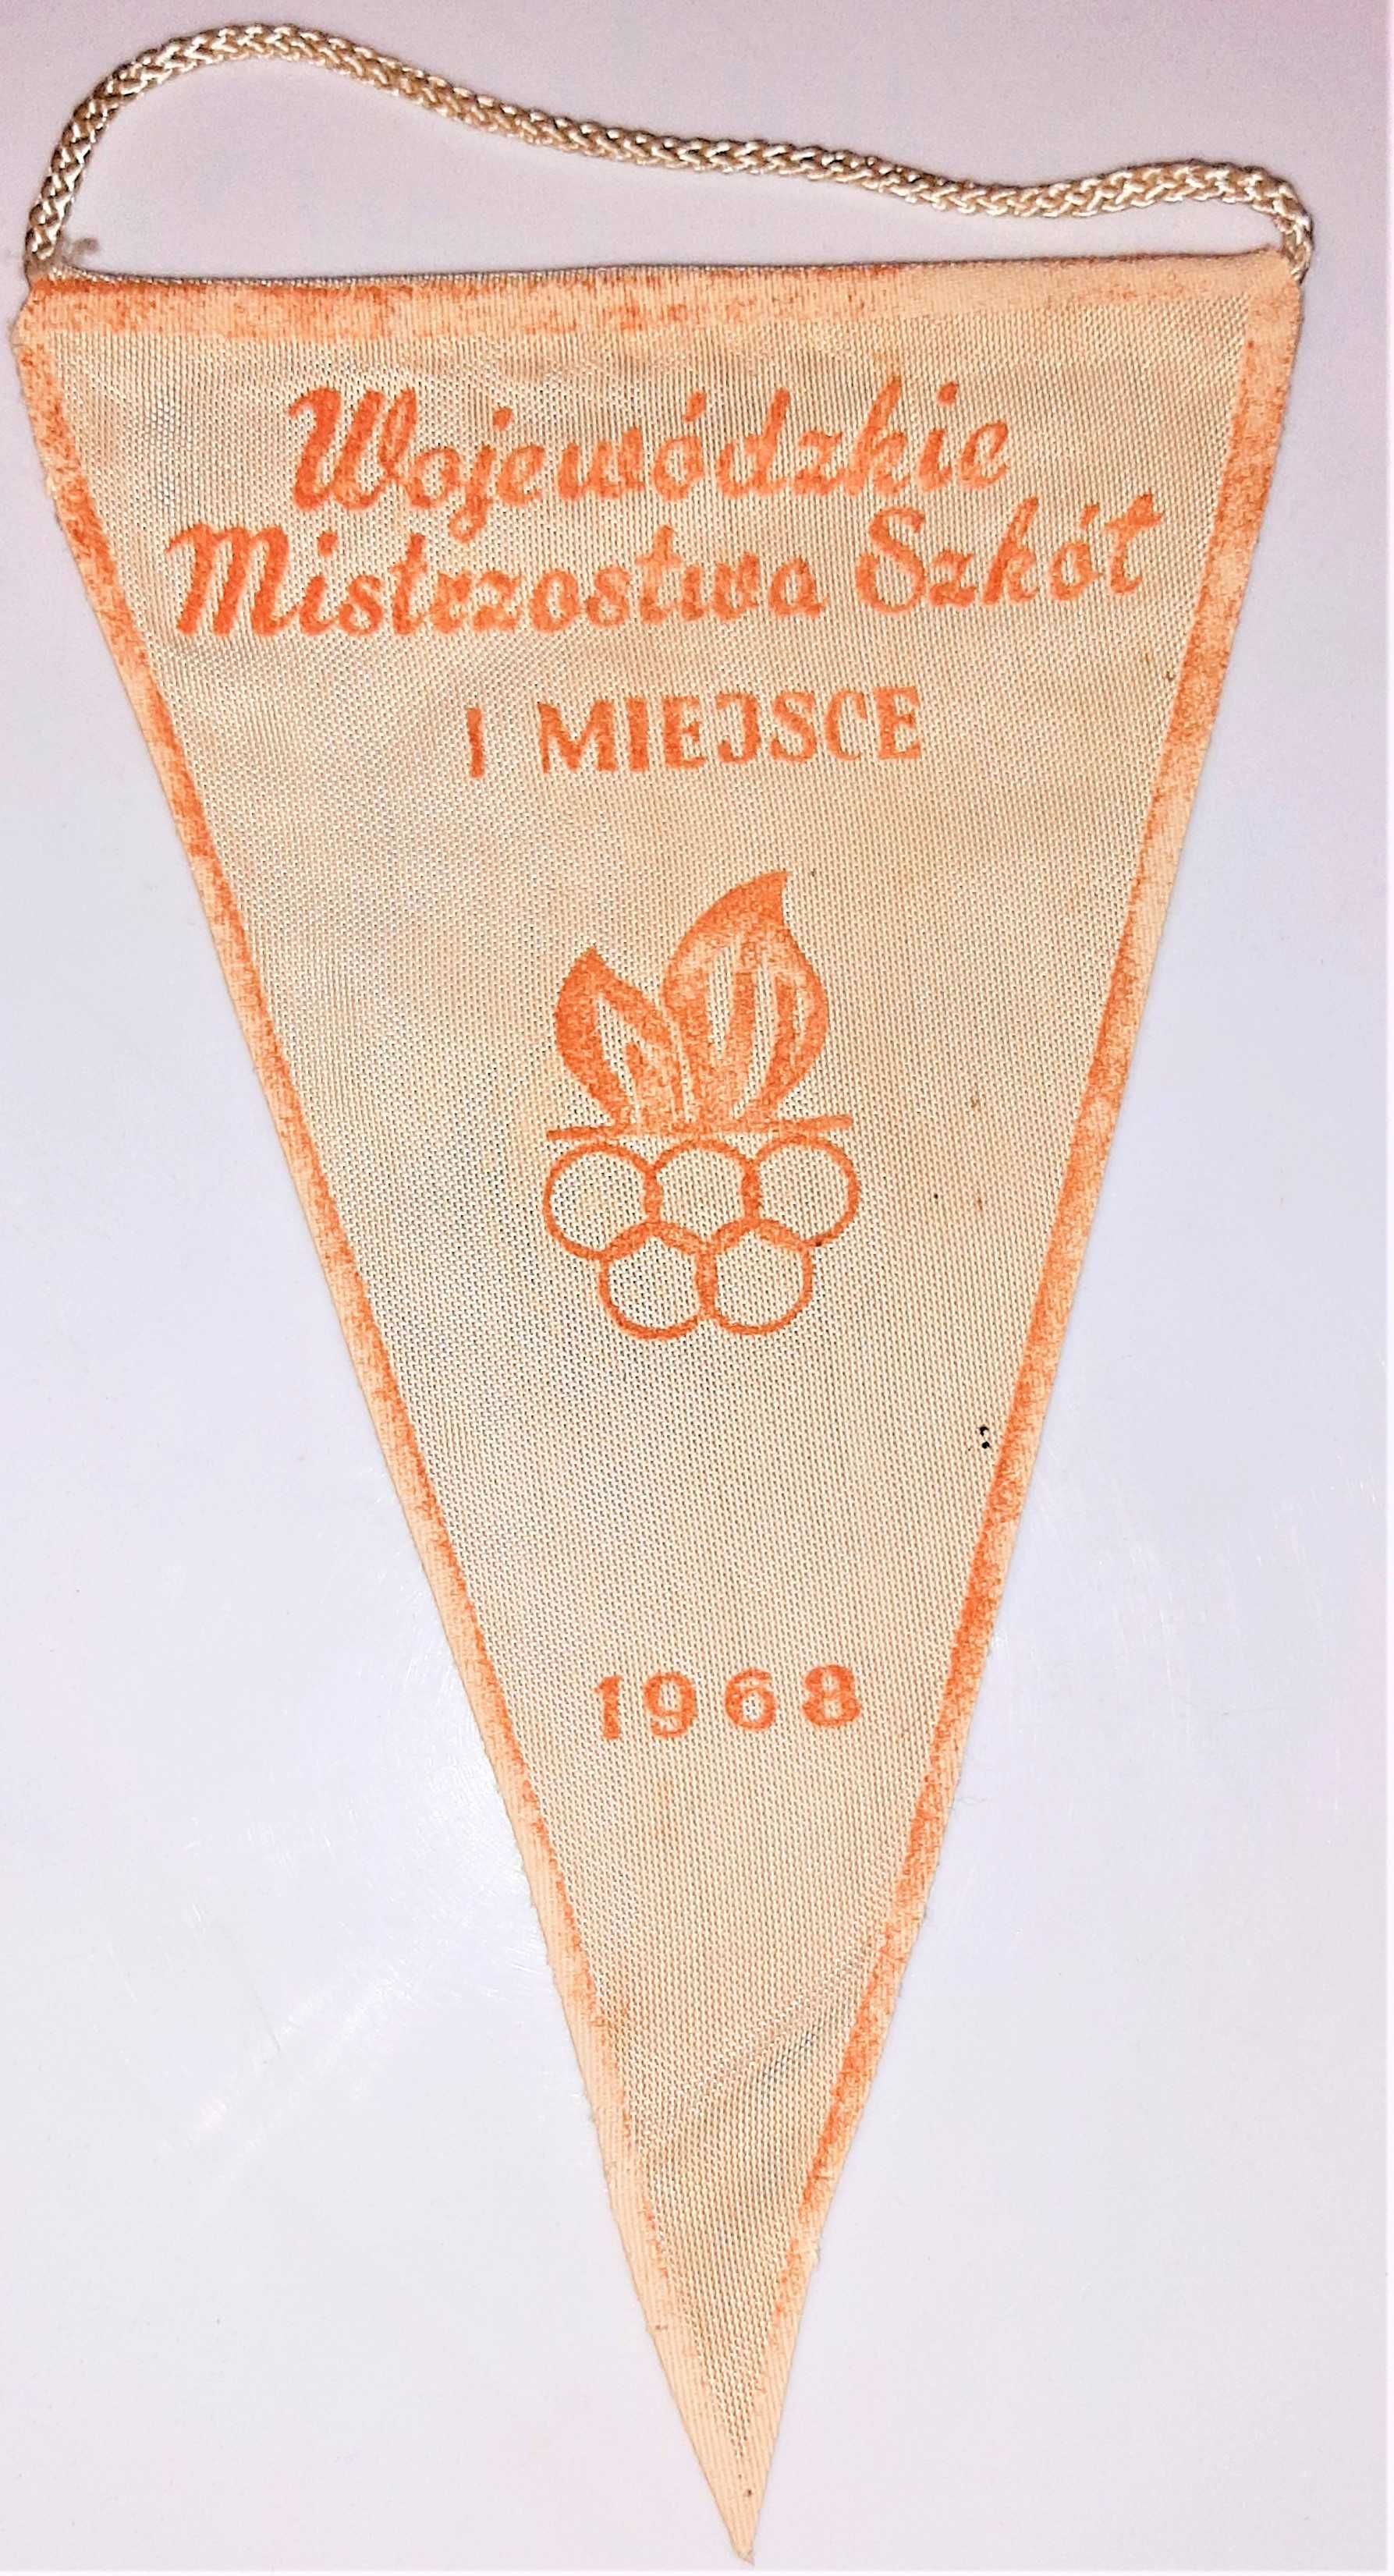 Wojewódzkie
Mistrzostwa Szkół
I MIEJSCE
1968